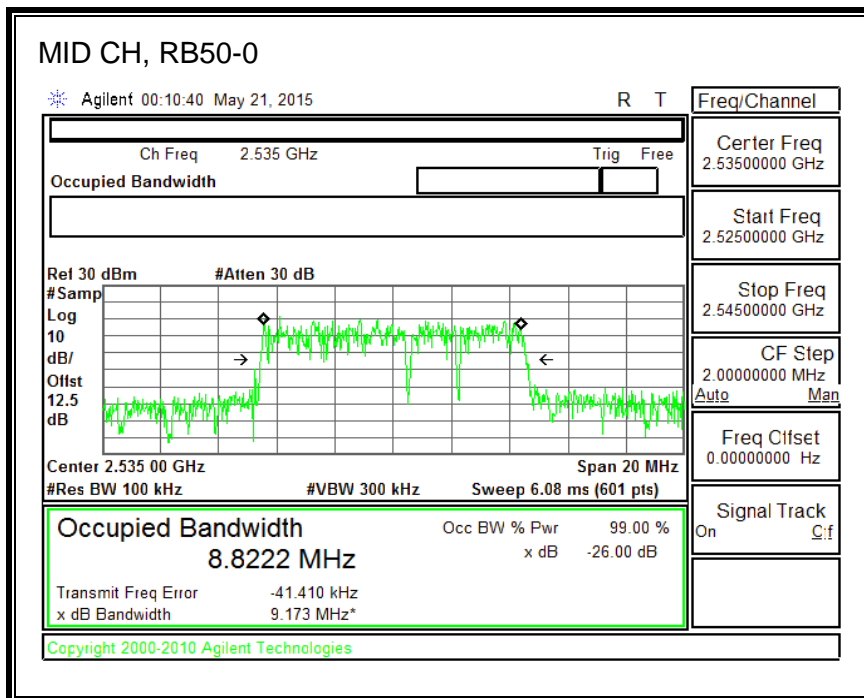 MID CH, RB50-0
Agilent 00:10:40 May 21, 2015 R T
Freq/Channel
Ch Freq 2.535 GHz Trig Free
Occupied Bandwidth
Center Freq
2.53500000 GHz
Start Freq
2.52500000 GHz
Stop Freq
2.54500000 GHz
CF Step
2.00000000 MHz
Auto Man
Freq Offset
0.00000000 Hz
Signal Track
On Off
Ref 30 dBm #Atten 30 dB
#Samp
Log
10
dB/
Offst
12.5
dB
Center 2.535 00 GHz Span 20 MHz
#Res BW 100 kHz #VBW 300 kHz Sweep 6.08 ms (601 pts)
Occupied Bandwidth
8.8222 MHz
Occ BW % Pwr 99.00 %
x dB -26.00 dB
Transmit Freq Error -41.410 kHz
x dB Bandwidth 9.173 MHz*
Copyright 2000-2010 Agilent Technologies